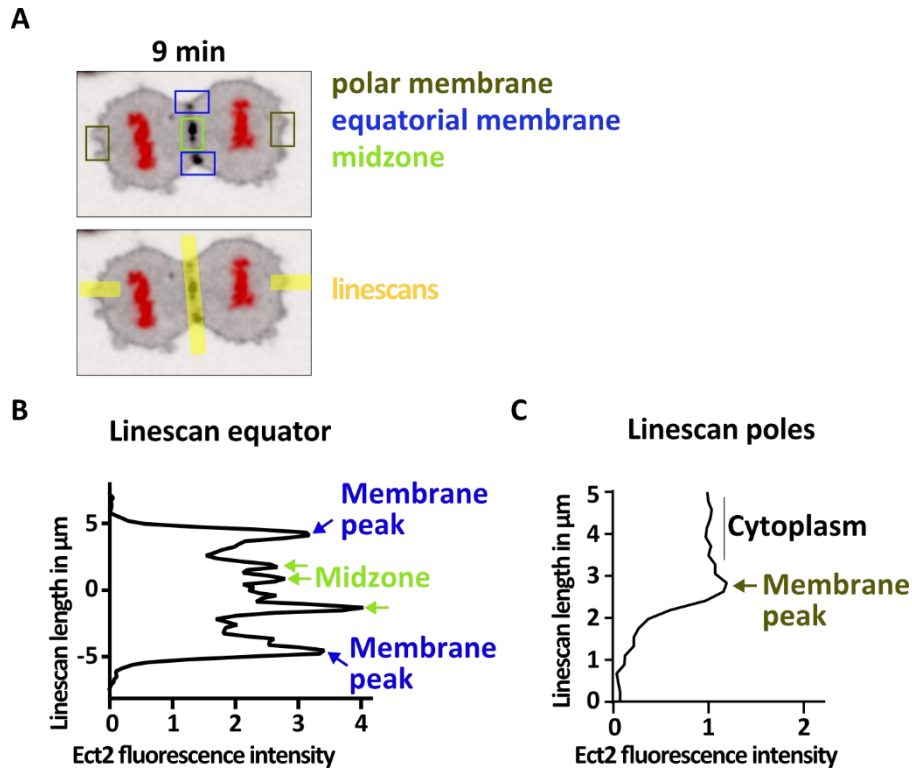 A
9 min
polar membrane
equatorial membrane
midzone
linescans
B
Linescan equator
Linescan length in µm
5
0
-5
Membrane
peak
Midzone
Membrane
peak
0
1
2
3
4
Ect2 fluorescence intensity
C
Linescan poles
Linescan length in µm
5
4
3
2
1
0
Cytoplasm
Membrane
peak
0
1
2
Ect2 fluorescence intensity